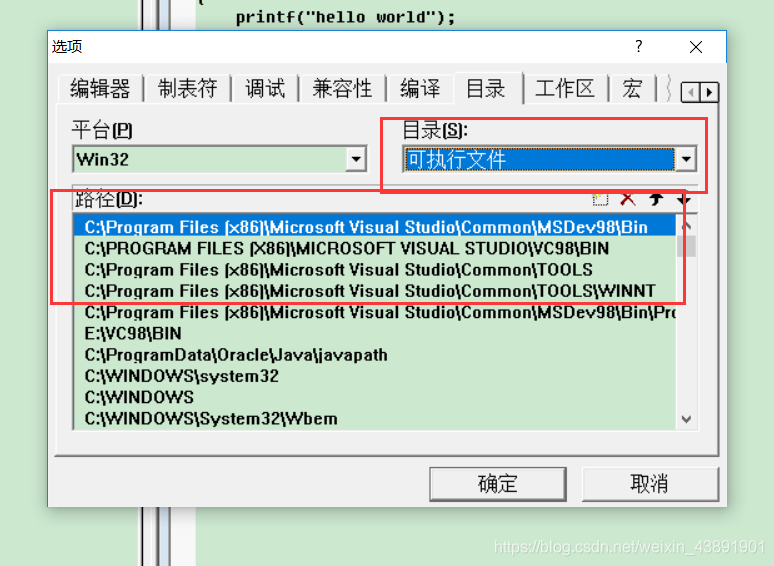 printf("hello world");
选项
?
编辑器 制表符 调试 兼容性 编译 目录 工作区 宏
平台(P)
目录(S):
Win32
可执行文件
路径(D):
C:\Program Files (x86)\Microsoft Visual Studio\Common\MSDev98\Bin
C:\PROGRAM FILES (X86)\MICROSOFT VISUAL STUDIO\VC98\BIN
C:\Program Files (x86)\Microsoft Visual Studio\Common\TOOLS
C:\Program Files (x86)\Microsoft Visual Studio\Common\TOOLS\WINNT
C:\Program Files (x86)\Microsoft Visual Studio\Common\MSDev98\Bin\Pro
E:\VC98\BIN
C:\ProgramData\Oracle\Java\javapath
C:\WINDOWS\system32
C:\WINDOWS
C:\WINDOWS\System32\Wbem
确定
取消
https://blog.csdn.net/weixin_43891901